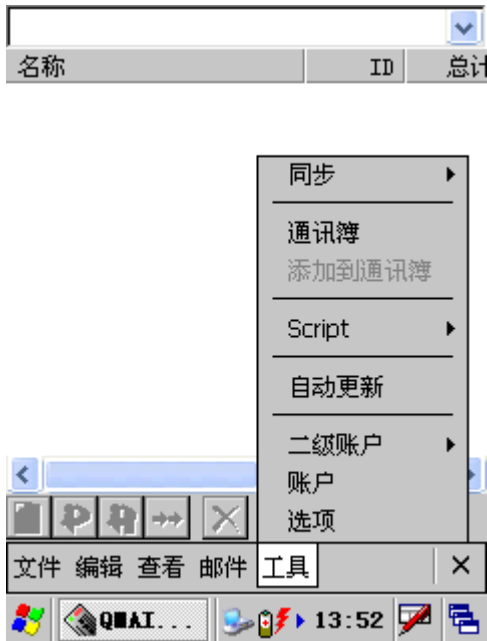 名称 ID 总计
同步
通讯簿
添加到通讯簿
Script
自动更新
二级账户
账户
选项
文件 编辑 查看 邮件 工具
QMAI... 13:52